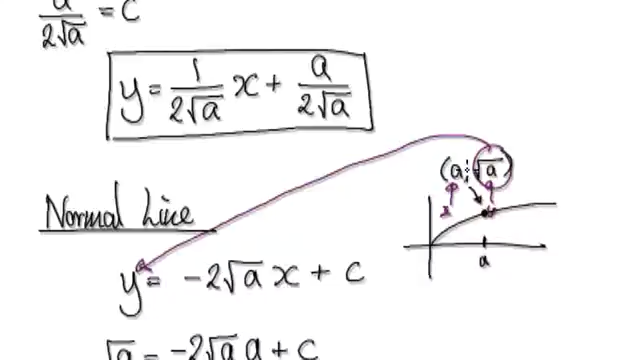 a/2√a = C
y = 1/2√a x + a/2√a
(a, √a)
x y
a
Normal Line
y = -2√a x + C
√a = -2√a a + C